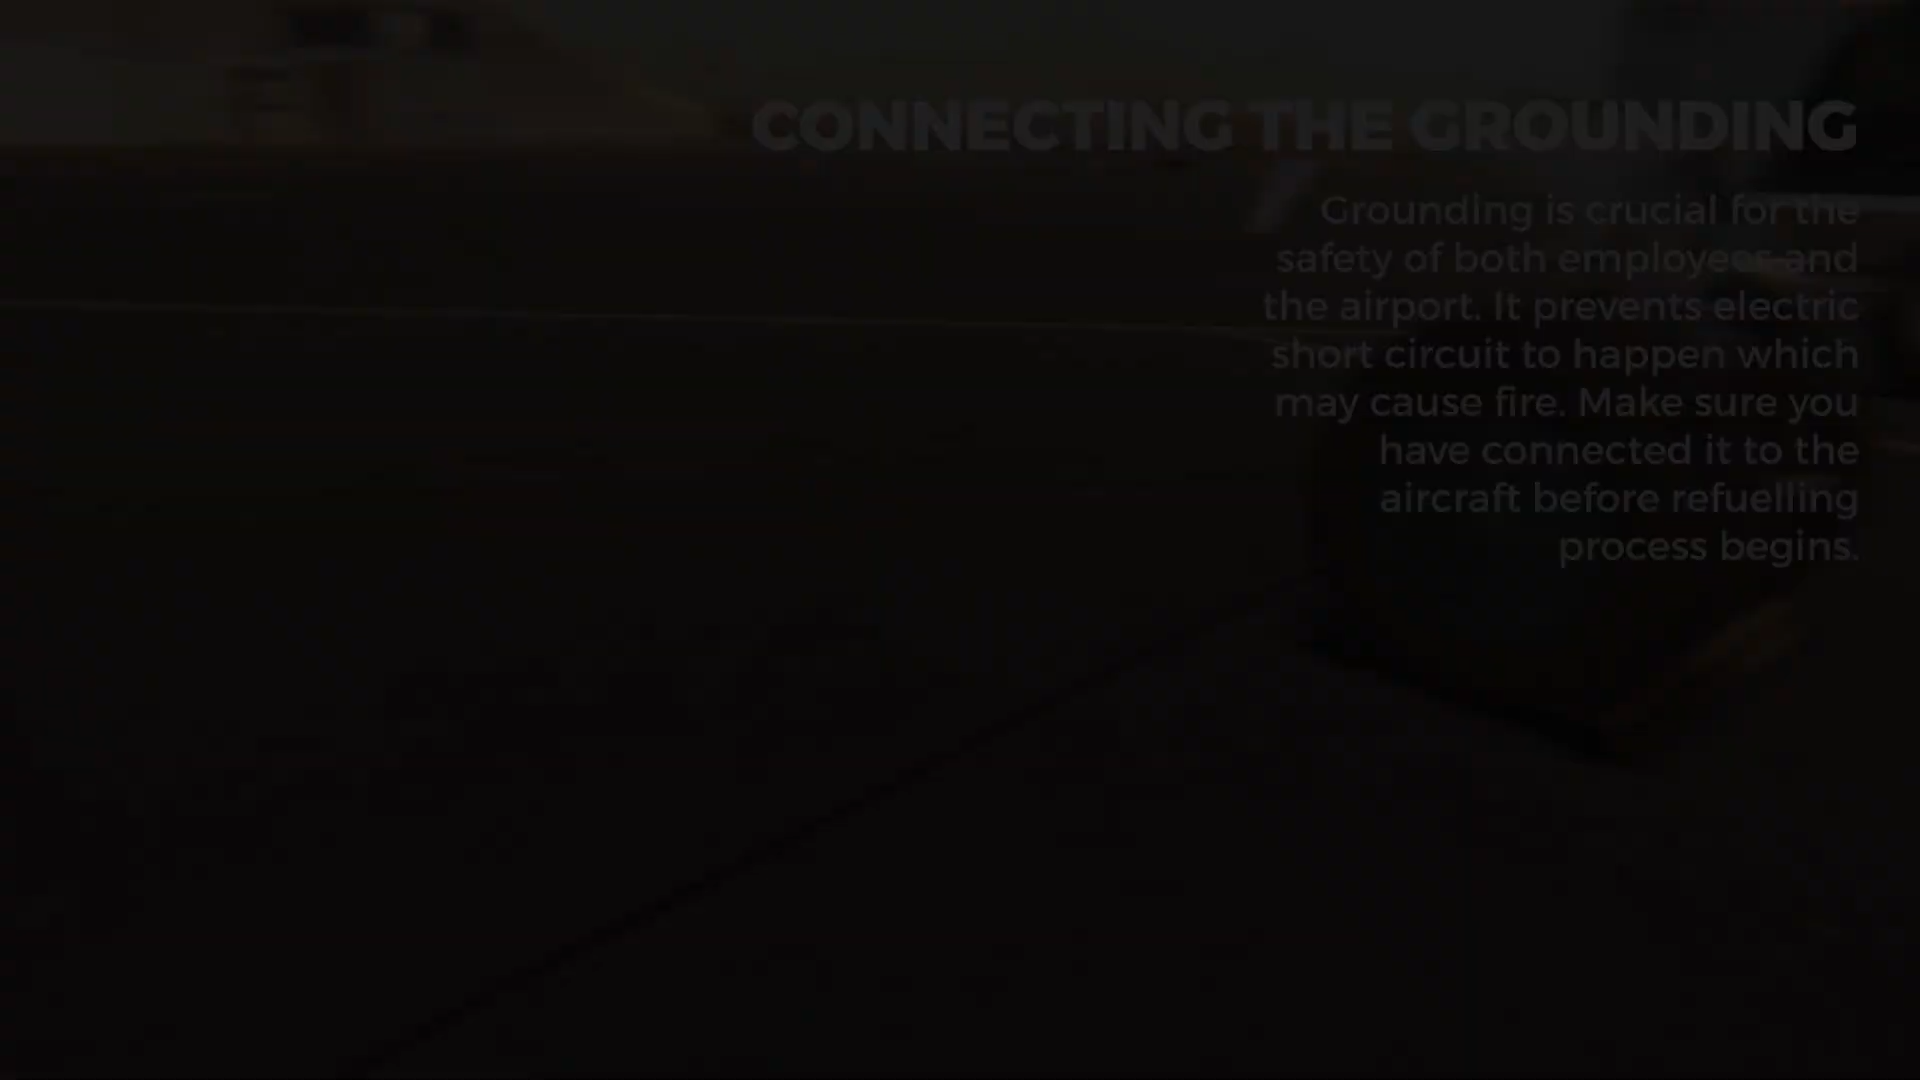 CONNECTING THE GROUNDING
Grounding is crucial for the
safety of both employees and
the airport. It prevents electric
short circuit to happen which
may cause fire. Make sure you
have connected it to the
aircraft before refuelling
process begins.